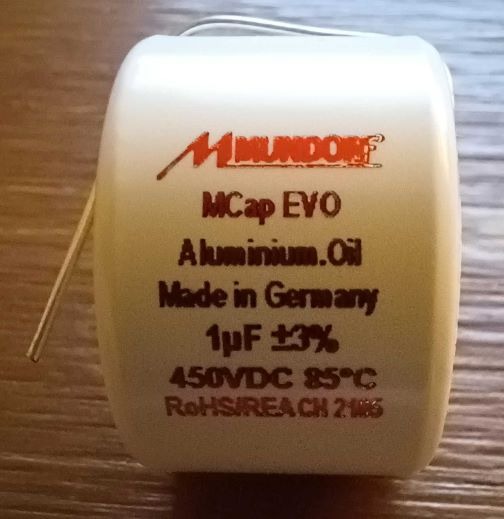 MUNDORF
MCap EVO
Aluminium.Oil
Made in Germany
1µF ±3%
450VDC 85°C
RoHS/REACH